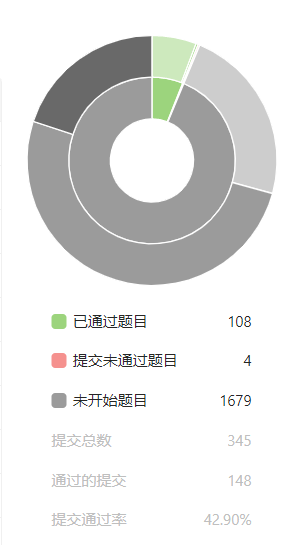 已通过题目 108
提交未通过题目 4
未开始题目 1679
提交总数 345
通过的提交 148
提交通过率 42.90%